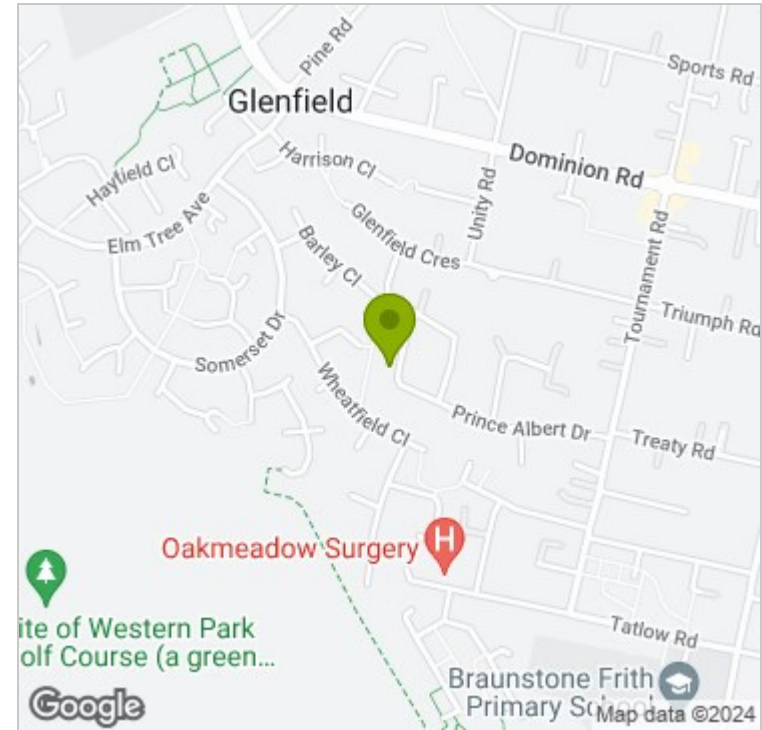 Pine Rd
Sports Rd
Glenfield
Dominion Rd
Harrison Cl
Hayfield Cl
Unity Rd
Elm Tree Ave
Glenfield Cres
Barley Cl
Tournament Rd
Triumph Rd
Somerset Dr
Wheatfield Cl
Prince Albert Dr
Treaty Rd
Oakmeadow Surgery
H
ite of Western Park
olf Course (a green...
Tatlow Rd
Braunstone Frith
Primary School
Google
Map data ©2024